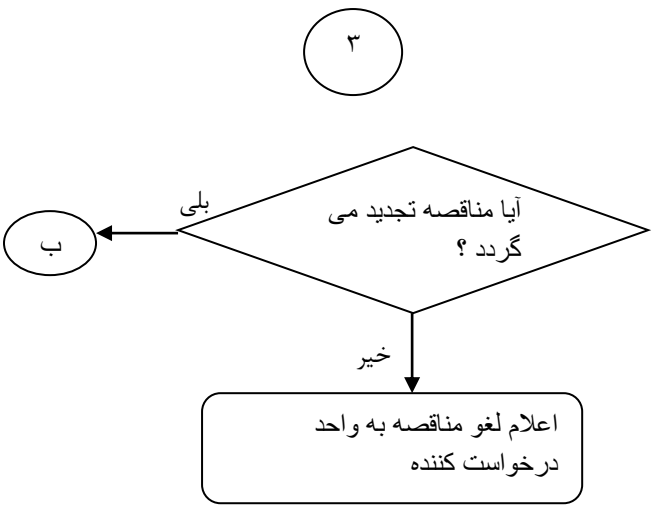 ۳
آیا مناقصه تجدید می
گردد ؟
بلی
ب
خیر
اعلام لغو مناقصه به واحد
درخواست کننده